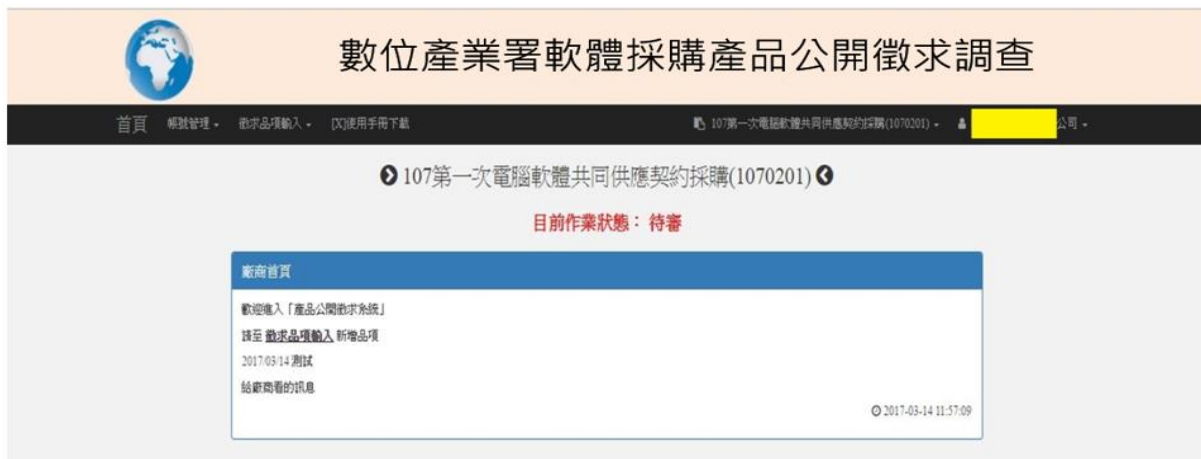 數位產業署軟體採購產品公開徵求調查
首頁 帳號管理 徵求品項輸入 [X]使用手冊下載 107第一次電腦軟體共同供應契約採購(1070201) 公司
107第一次電腦軟體共同供應契約採購(1070201)
目前作業狀態： 待審
廠商首頁
歡迎進入「產品公開徵求系統」
請至 徵求品項輸入 新增品項
2017/03/14 測試
給廠商看的訊息
2017-03-14 11:57:09